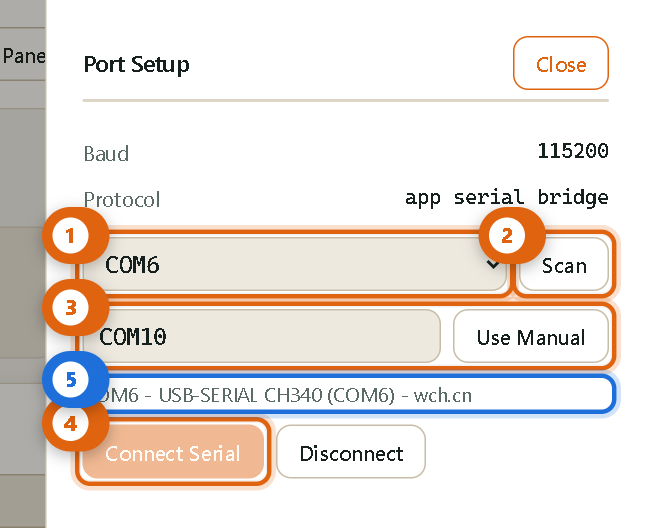 Pane
Port Setup
Close
Baud
115200
Protocol
app serial bridge
1
2
COM6
Scan
3
COM10
Use Manual
5
OM6 - USB-SERIAL CH340 (COM6) - wch.cn
4
Connect Serial
Disconnect